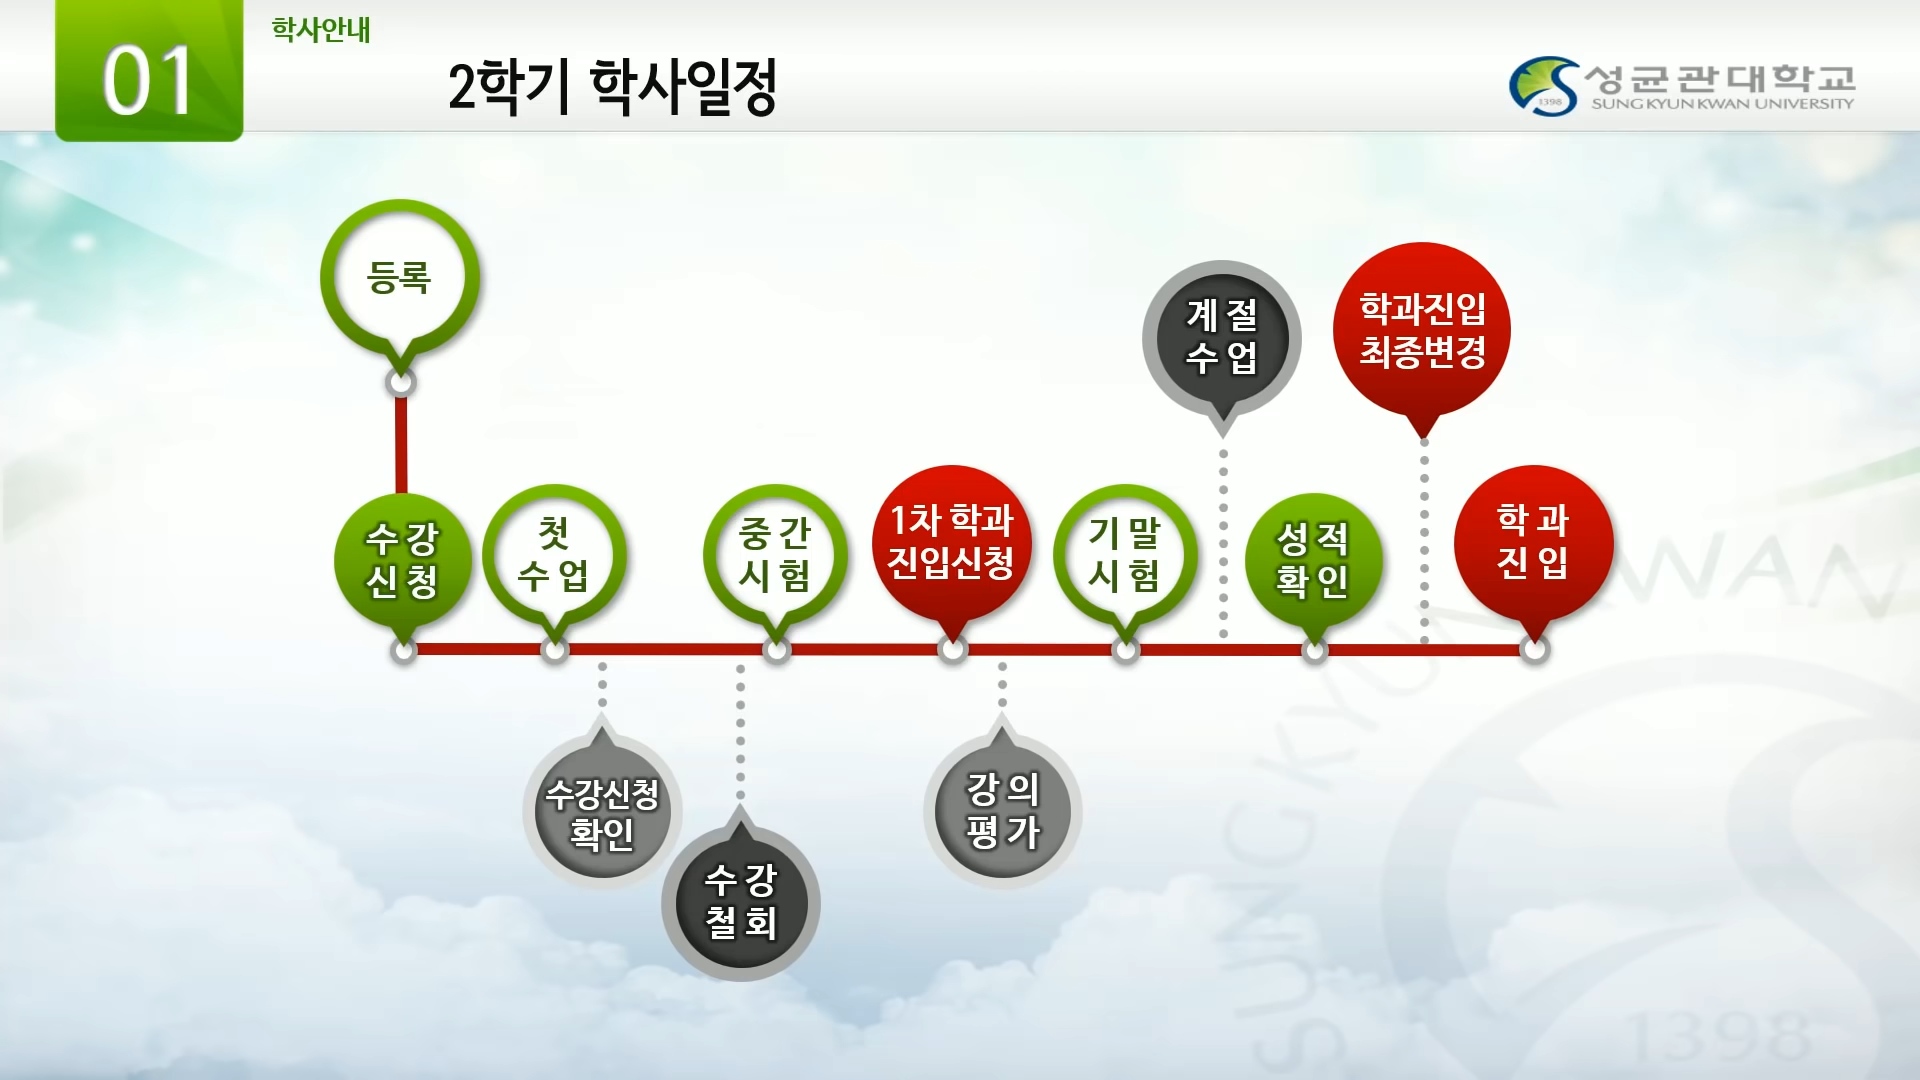 01
학사안내
2학기 학사일정
성균관대학교
SUNG KYUN KWAN UNIVERSITY
1398
등록
계 절
수 업
학과진입
최종변경
수 강
신 청
첫
수 업
중 간
시 험
1차 학과
진입신청
기 말
시 험
성 적
확 인
학 과
진 입
수강신청
확인
수 강
철 회
강 의
평 가
SUNGKYUN KWAN
1398